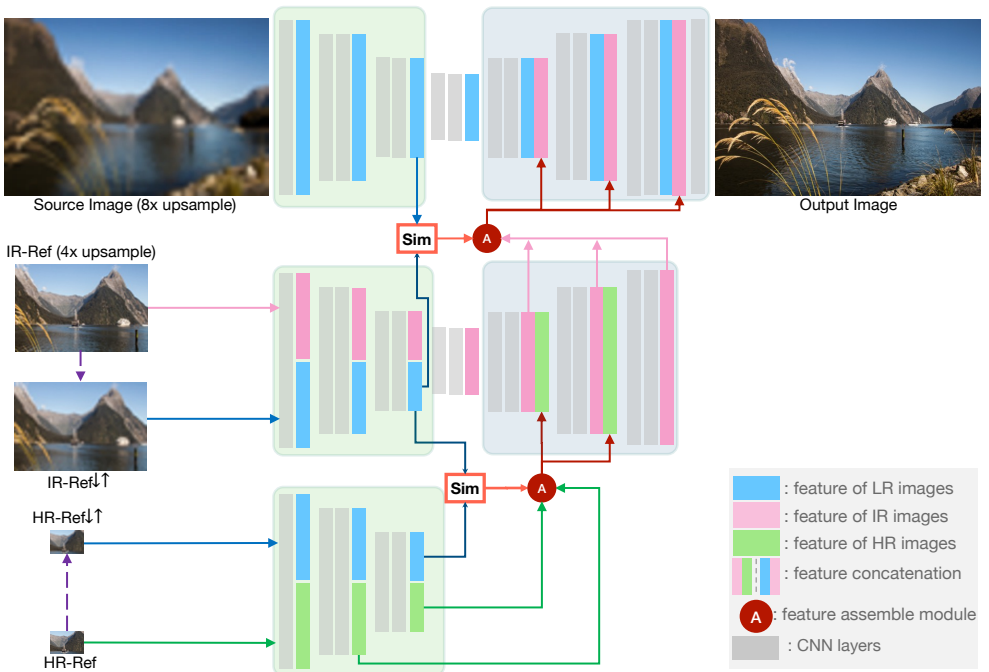 Source Image (8x upsample)
Output Image
Sim
A
IR-Ref (4x upsample)
IR-Ref↓↑
Sim
A
HR-Ref↓↑
HR-Ref
: feature of LR images
: feature of IR images
: feature of HR images
: feature concatenation
A: feature assemble module
: CNN layers